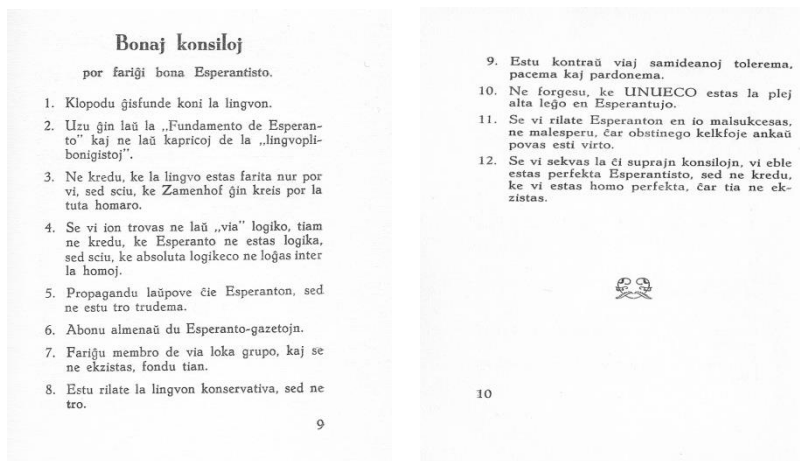 Bonaj konsiloj
por fariĝi bona Esperantisto.
1. Klopodu ĝisfunde koni la lingvon.
2. Uzu ĝin laŭ la „Fundamento de Esperan-
to” kaj ne laŭ kapricoj de la „lingvopli-
bonigistoj”.
3. Ne kredu, ke la lingvo estas farita nur por
vi, sed sciu, ke Zamenhof ĝin kreis por la
tuta homaro.
4. Se vi ion trovas ne laŭ „via” logiko, tiam
ne kredu, ke Esperanto ne estas logika,
sed sciu, ke absoluta logikeco ne loĝas inter
la homoj.
5. Propagandu laŭpove ĉie Esperanton, sed
ne estu tro trudema.
6. Abonu almenaŭ du Esperanto-gazetojn.
7. Fariĝu membro de via loka grupo, kaj se
ne ekzistas, fondu tian.
8. Estu rilate la lingvon konservativa, sed ne
tro.
9
9. Estu kontraŭ viaj samideanoj tolerema,
pacema kaj pardonema.
10. Ne forgesu, ke UNUECO estas la plej
alta leĝo en Esperantujo.
11. Se vi rilate Esperanton en io malsukcesas,
ne malesperu, ĉar obstinego kelkfoje ankaŭ
povas esti virto.
12. Se vi sekvas la ĉi suprajn konsilojn, vi eble
estas perfekta Esperantisto, sed ne kredu,
ke vi estas homo perfekta, ĉar tia ne ek-
zistas.
10